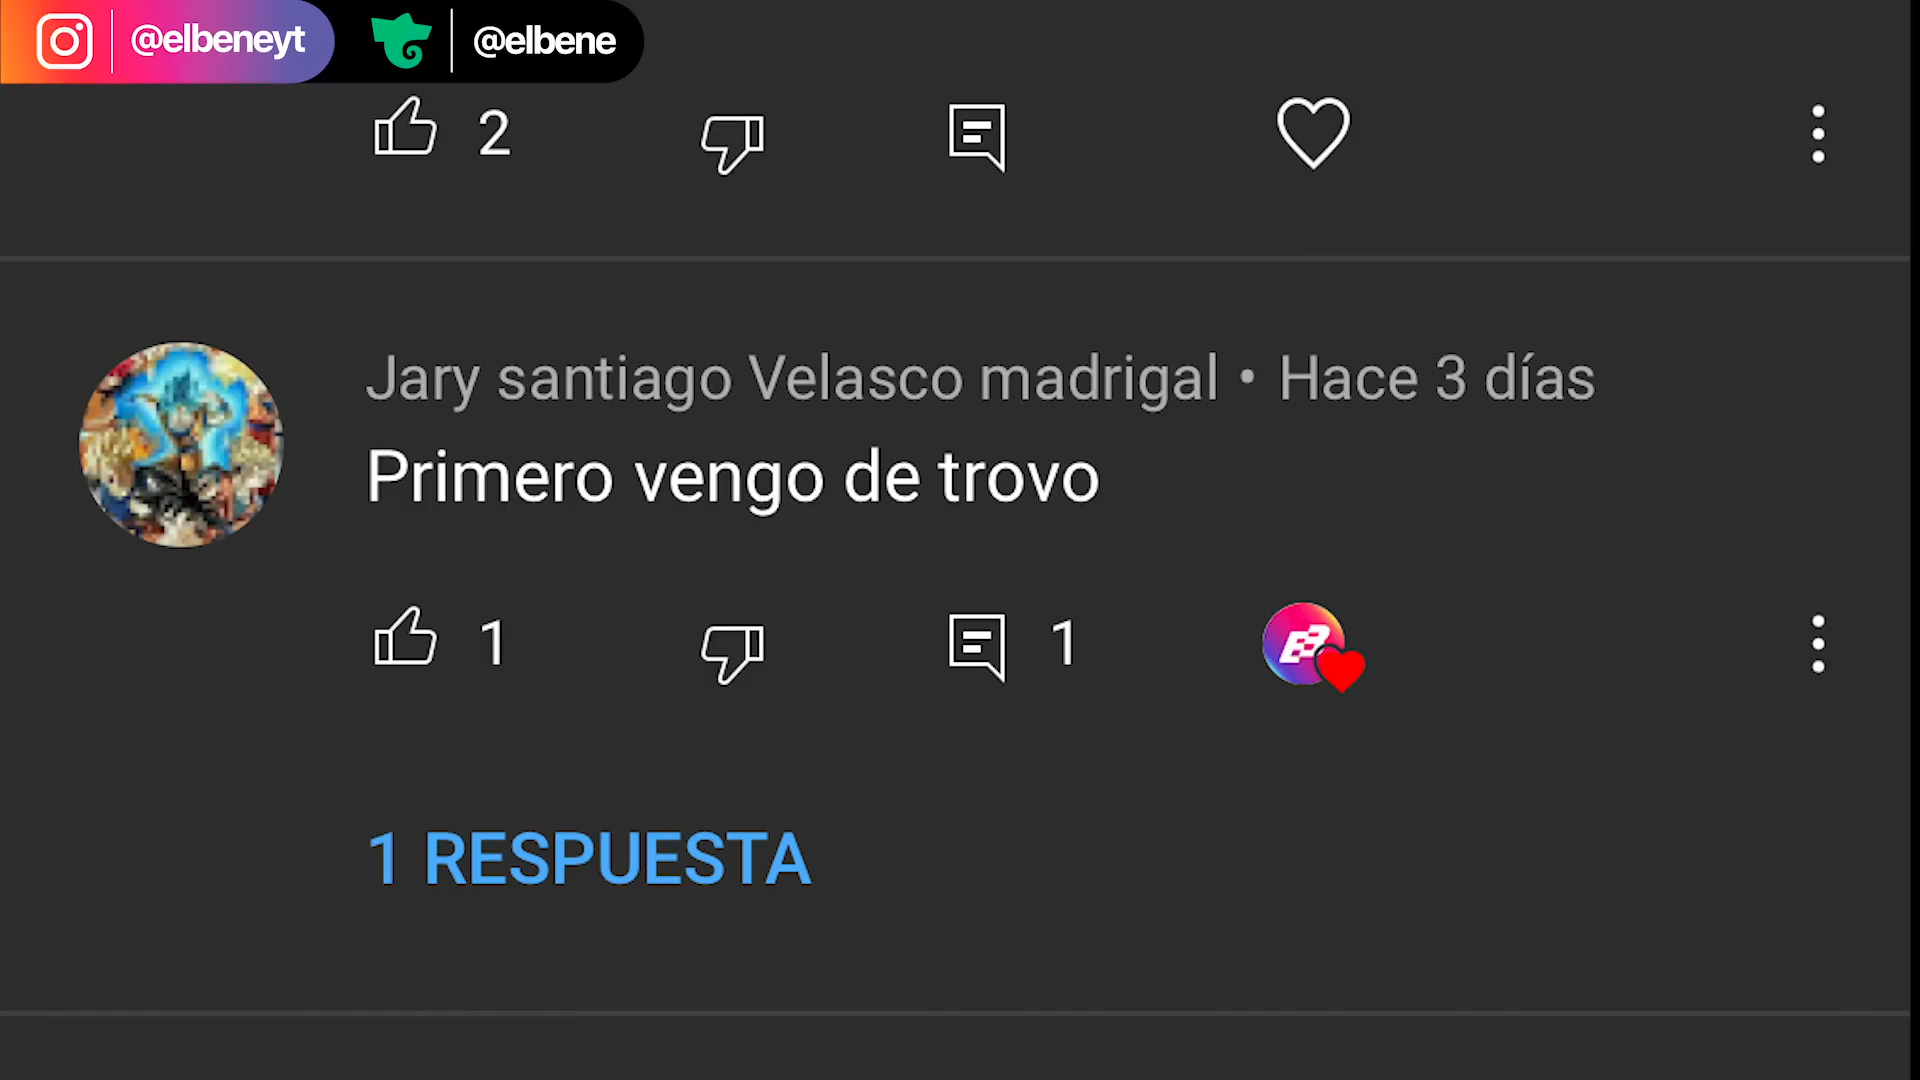 @elbeneyt @elbene
2
Jary santiago Velasco madrigal • Hace 3 días
Primero vengo de trovo
1 1
1 RESPUESTA